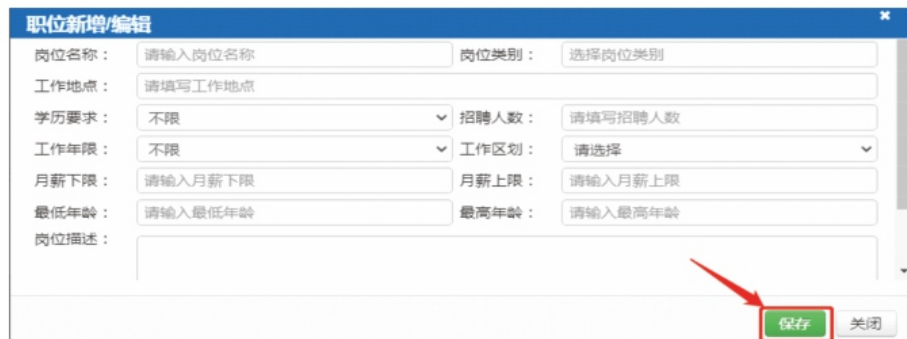 职位新增/编辑 ×
岗位名称： 请输入岗位名称 岗位类别： 选择岗位类别
工作地点： 请填写工作地点
学历要求： 不限 招聘人数： 请填写招聘人数
工作年限： 不限 工作区划： 请选择
月薪下限： 请输入月薪下限 月薪上限： 请输入月薪上限
最低年龄： 请输入最低年龄 最高年龄： 请输入最高年龄
岗位描述：
保存 关闭